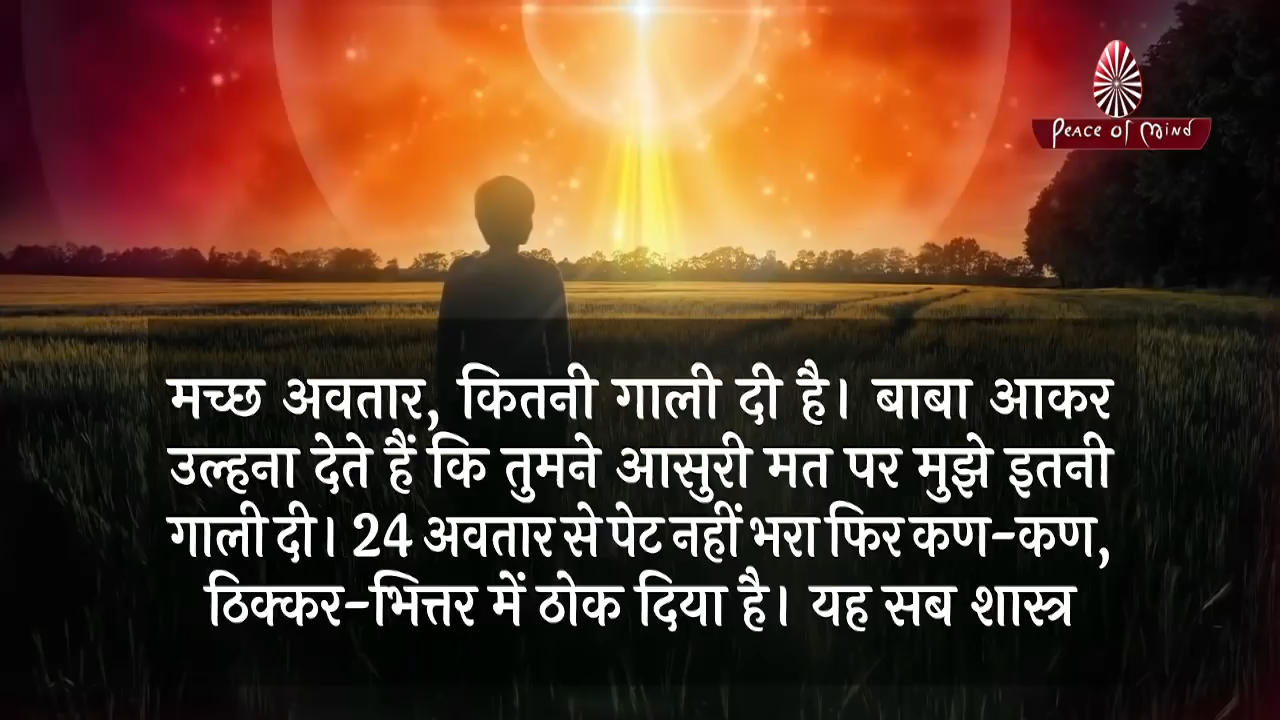 Peace of Mind
मच्छ अवतार, कितनी गाली दी है। बाबा आकर
उल्हना देते हैं कि तुमने आसुरी मत पर मुझे इतनी
गाली दी। 24 अवतार से पेट नहीं भरा फिर कण-कण,
ठिक्कर-भित्तर में ठोक दिया है। यह सब शास्त्र